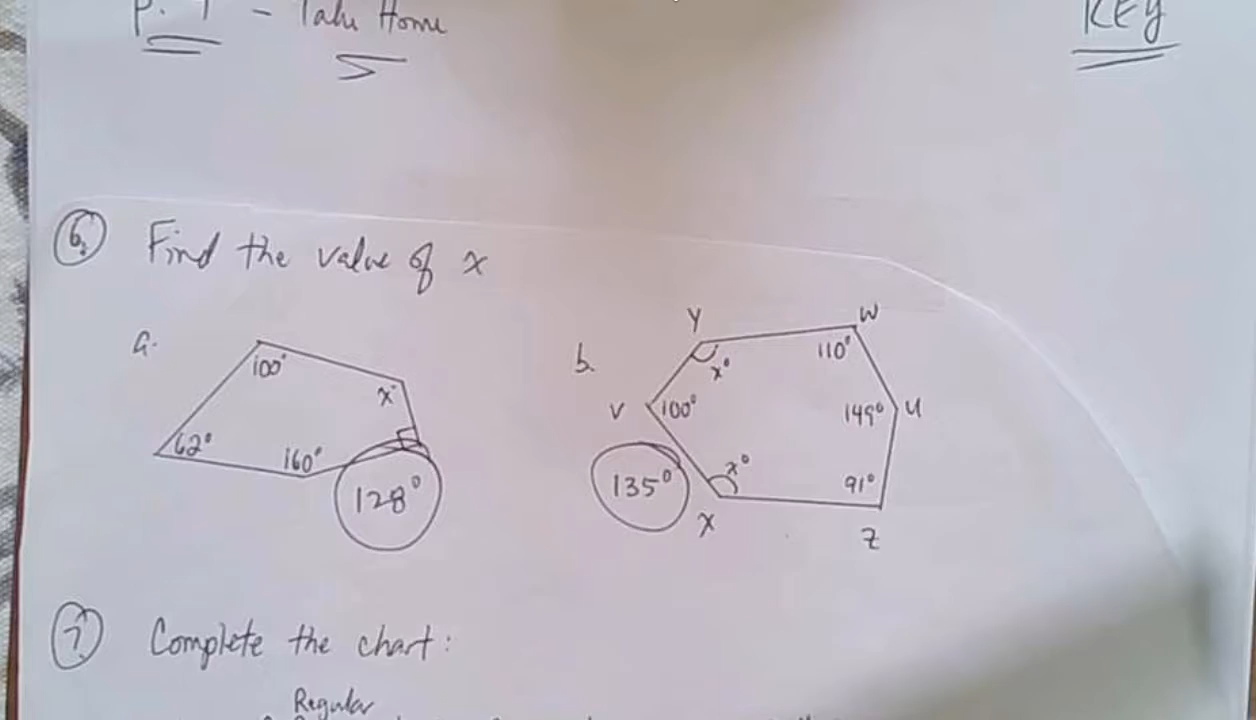 P. 7 - Take Home
KEY
6. Find the value of x
a.
100°
x°
62°
160°
128°
b.
Y
W
x°
110°
V
100°
149°
U
135°
x°
91°
X
Z
7. Complete the chart:
Regular